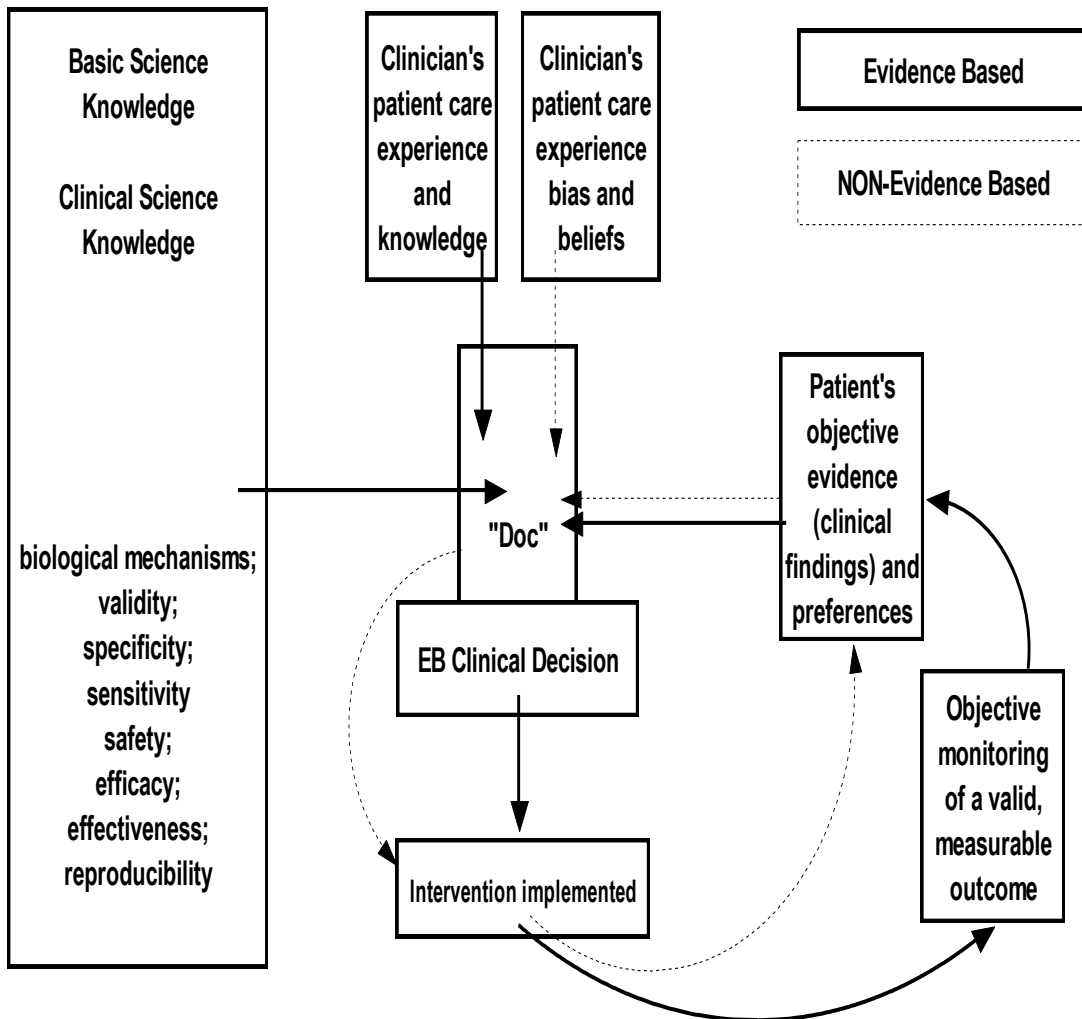 Basic Science
Knowledge
Clinical Science
Knowledge
biological mechanisms;
validity;
specificity;
sensitivity
safety;
efficacy;
effectiveness;
reproducibility
Clinician's
patient care
experience
and
knowledge
Clinician's
patient care
experience
bias and
beliefs
Evidence Based
NON-Evidence Based
"Doc"
EB Clinical Decision
Intervention implemented
Patient's
objective
evidence
(clinical
findings) and
preferences
Objective
monitoring
of a valid,
measurable
outcome